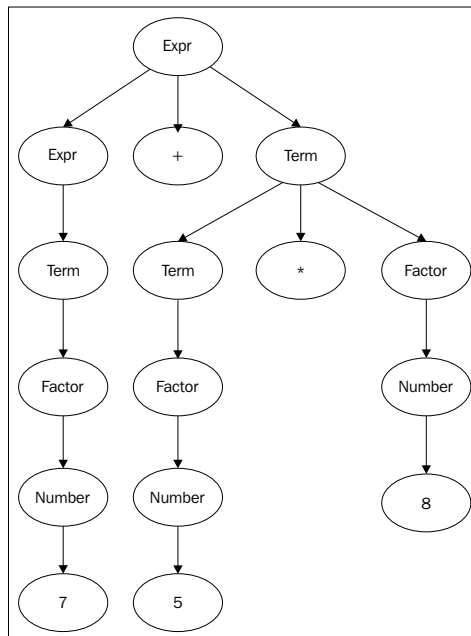 Expr
Expr + Term
Term Term * Factor
Factor Factor Number
Number Number 8
7 5